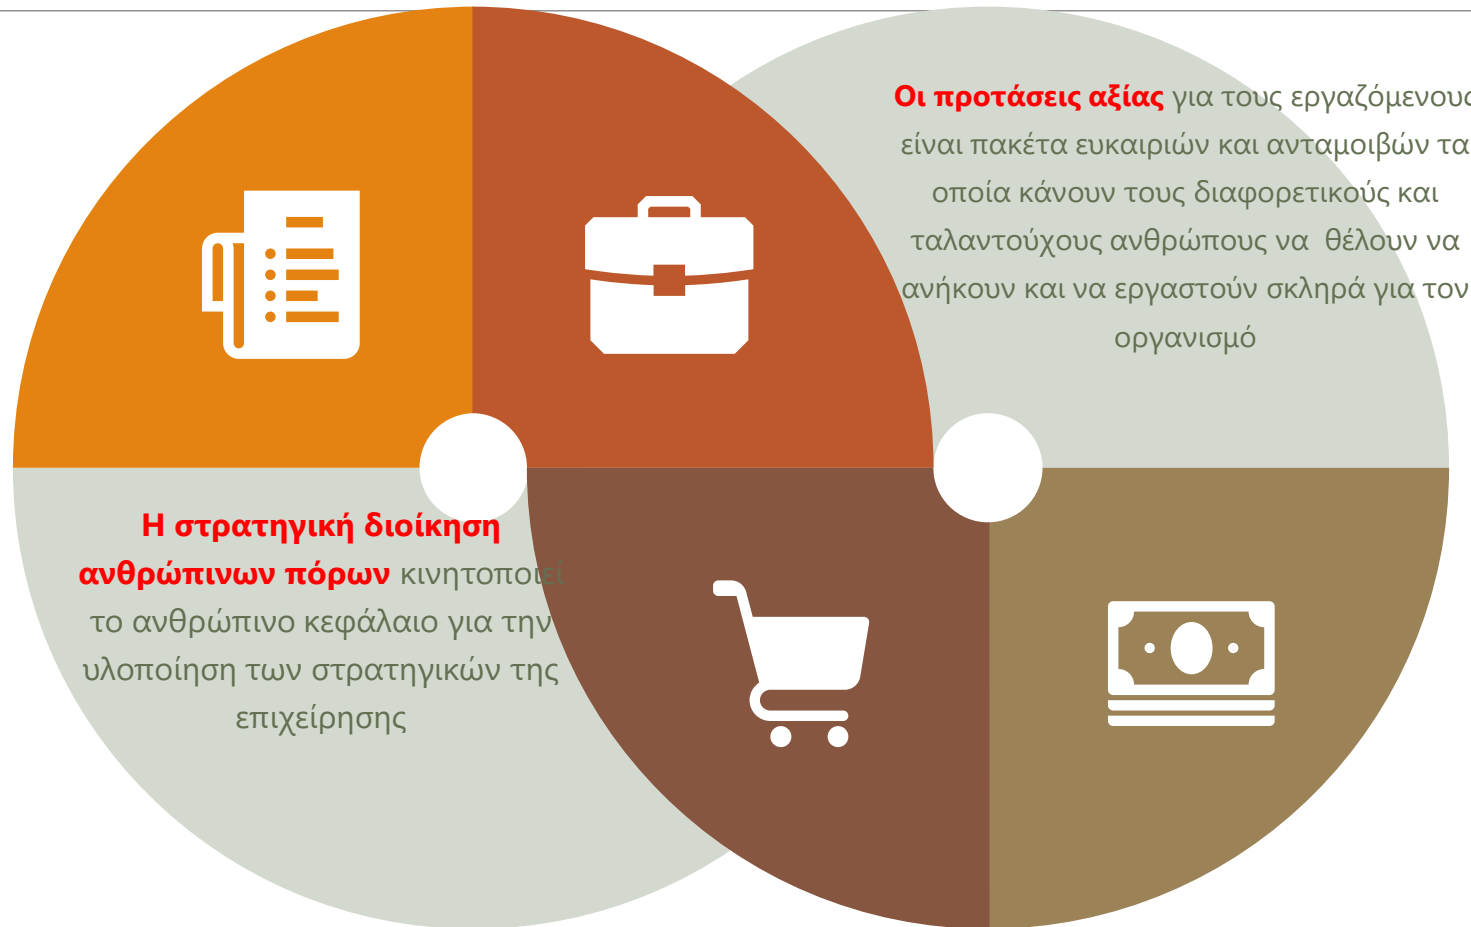 Οι προτάσεις αξίας για τους εργαζόμενους
είναι πακέτα ευκαιριών και ανταμοιβών τα
οποία κάνουν τους διαφορετικούς και
ταλαντούχους ανθρώπους να θέλουν να
ανήκουν και να εργαστούν σκληρά για τον
οργανισμό
Η στρατηγική διοίκηση
ανθρώπινων πόρων κινητοποιεί
το ανθρώπινο κεφάλαιο για την
υλοποίηση των στρατηγικών της
επιχείρησης